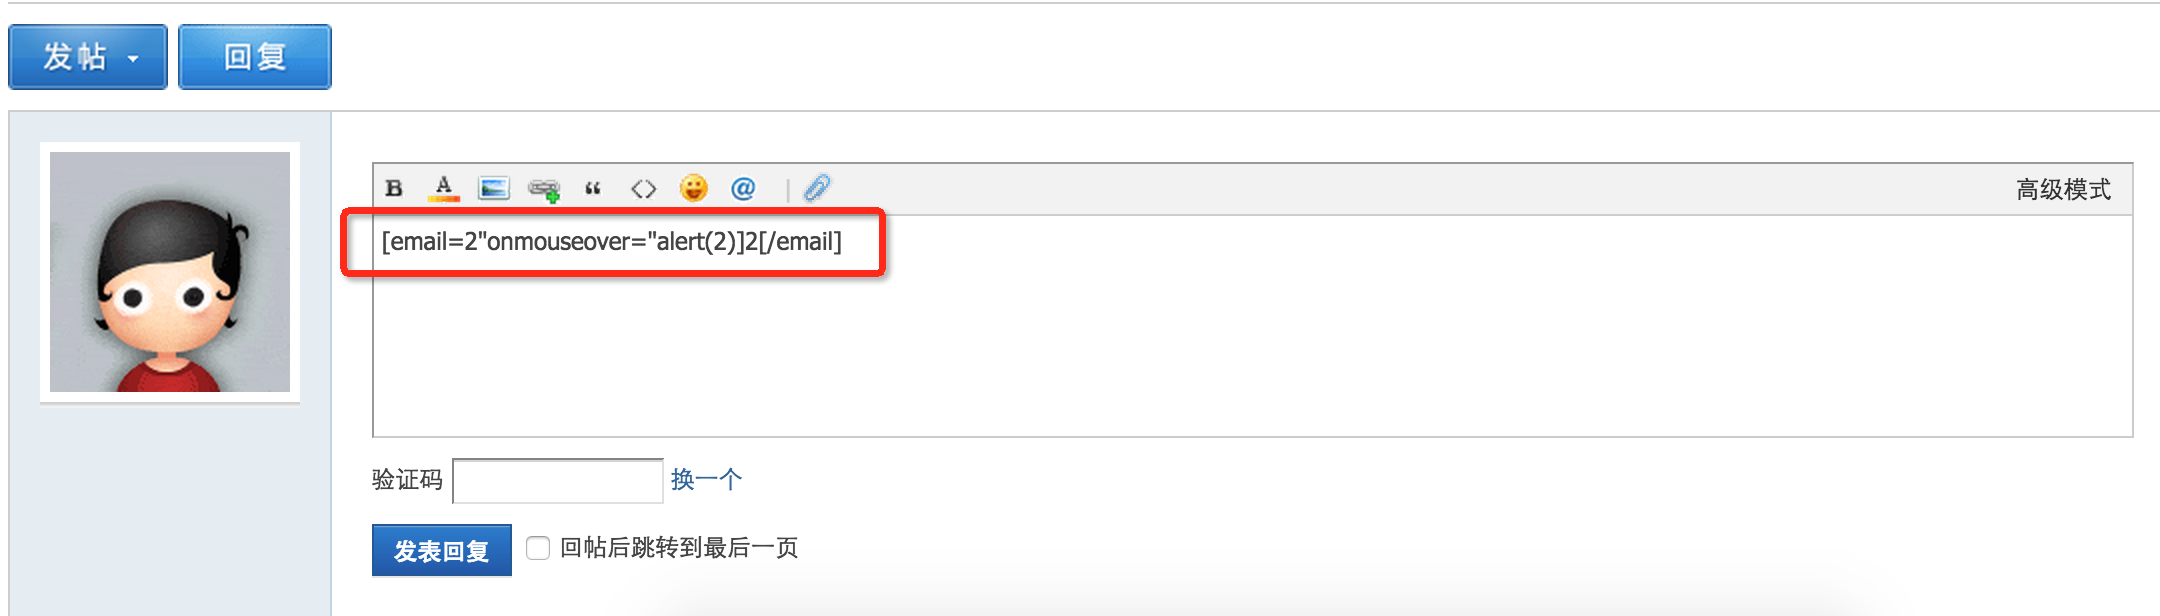 发帖 回复
B A “ <> @ 高级模式
[email=2"onmouseover="alert(2)]2[/email]
验证码 换一个
发表回复 回帖后跳转到最后一页